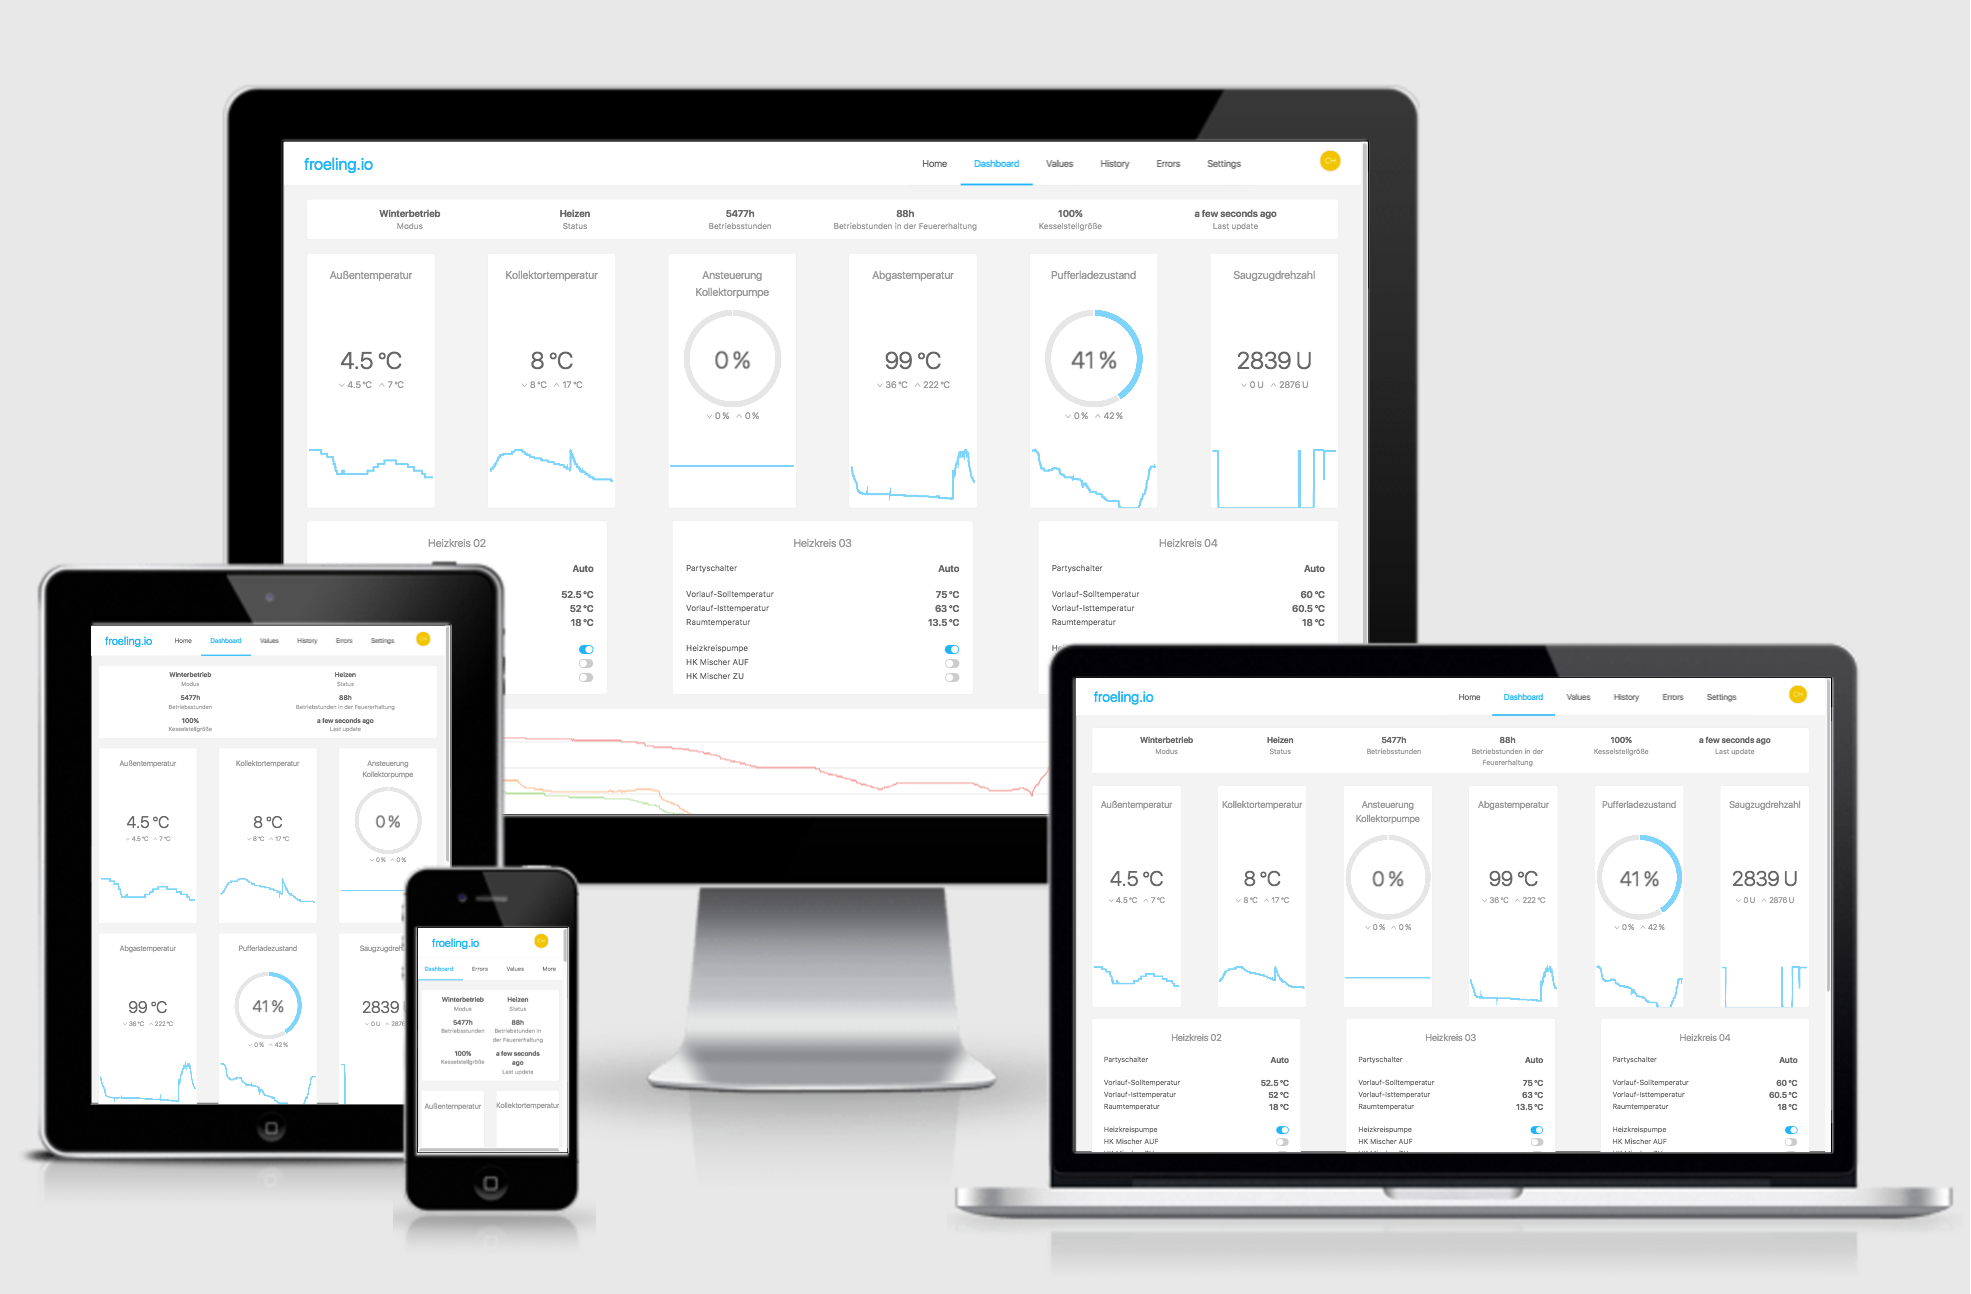 froeling.io
Home Dashboard Values History Errors Settings CH
Winterbetrieb Heizen 5477h 88h 100% a few seconds ago
Modus Status Betriebsstunden Betriebstunden in der Feuererhaltung Kesselstellgröße Last update
Außentemperatur Kollektortemperatur Ansteuerung Abgastemperatur Pufferladezustand Saugzugdrehzahl
Kollektorpumpe
4.5 °C 8 °C 0 % 99 °C 41 % 2839 U
4.5 °C 7 °C 8 °C 17 °C 36 °C 222 °C 0 U 2876 U
0 % 0 % 0 % 42 %
Heizkreis 02 Heizkreis 03 Heizkreis 04
Auto Partyschalter Auto Partyschalter Auto
52.5 °C Vorlauf-Solltemperatur 75 °C Vorlauf-Solltemperatur 60 °C
52 °C Vorlauf-Isttemperatur 63 °C Vorlauf-Isttemperatur 60.5 °C
18 °C Raumtemperatur 13.5 °C Raumtemperatur 18 °C
Heizkreispumpe
HK Mischer AUF
HK Mischer ZU
froeling.io Home Dashboard Values History Errors Settings CH
Winterbetrieb Heizen
Modus Status
5477h 88h
Betriebsstunden Betriebstunden in der Feuererhaltung
100% a few seconds ago
Kesselstellgröße Last update
Außentemperatur Kollektortemperatur Ansteuerung
Kollektorpumpe
4.5 °C 8 °C 0 %
4.5 °C 7 °C 8 °C 17 °C
0 % 0 %
Abgastemperatur Pufferladezustand Saugzugdreh
99 °C 41 % 2839
36 °C 222 °C 0 U 287
0 % 42 %
froeling.io CH
Dashboard Errors Values More
Winterbetrieb Heizen
Modus Status
5477h 88h
Betriebsstunden Betriebstunden in
der Feuererhaltung
100% a few seconds
Kesselstellgröße ago
Last update
Außentemperatur Kollektortemperatur
froeling.io Home Dashboard Values History Errors Settings CH
Winterbetrieb Heizen 5477h 88h 100% a few seconds ago
Modus Status Betriebsstunden Betriebstunden in der Kesselstellgröße Last update
Feuererhaltung
Außentemperatur Kollektortemperatur Ansteuerung Abgastemperatur Pufferladezustand Saugzugdrehzahl
Kollektorpumpe
4.5 °C 8 °C 0 % 99 °C 41 % 2839 U
4.5 °C 7 °C 8 °C 17 °C 36 °C 222 °C 0 U 2876 U
0 % 0 % 0 % 42 %
Heizkreis 02 Heizkreis 03 Heizkreis 04
Partyschalter Auto Partyschalter Auto Partyschalter Auto
Vorlauf-Solltemperatur 52.5 °C Vorlauf-Solltemperatur 75 °C Vorlauf-Solltemperatur 60 °C
Vorlauf-Isttemperatur 52 °C Vorlauf-Isttemperatur 63 °C Vorlauf-Isttemperatur 60.5 °C
Raumtemperatur 18 °C Raumtemperatur 13.5 °C Raumtemperatur 18 °C
Heizkreispumpe Heizkreispumpe Heizkreispumpe
HK Mischer AUF HK Mischer AUF HK Mischer AUF